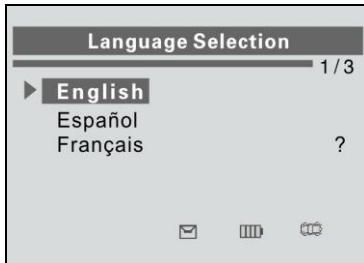 Language Selection
1/3
English
Español
Français ?